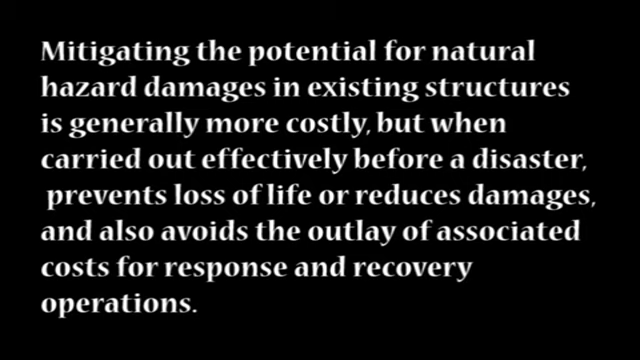 Mitigating the potential for natural
hazard damages in existing structures
is generally more costly, but when
carried out effectively before a disaster,
prevents loss of life or reduces damages,
and also avoids the outlay of associated
costs for response and recovery
operations.